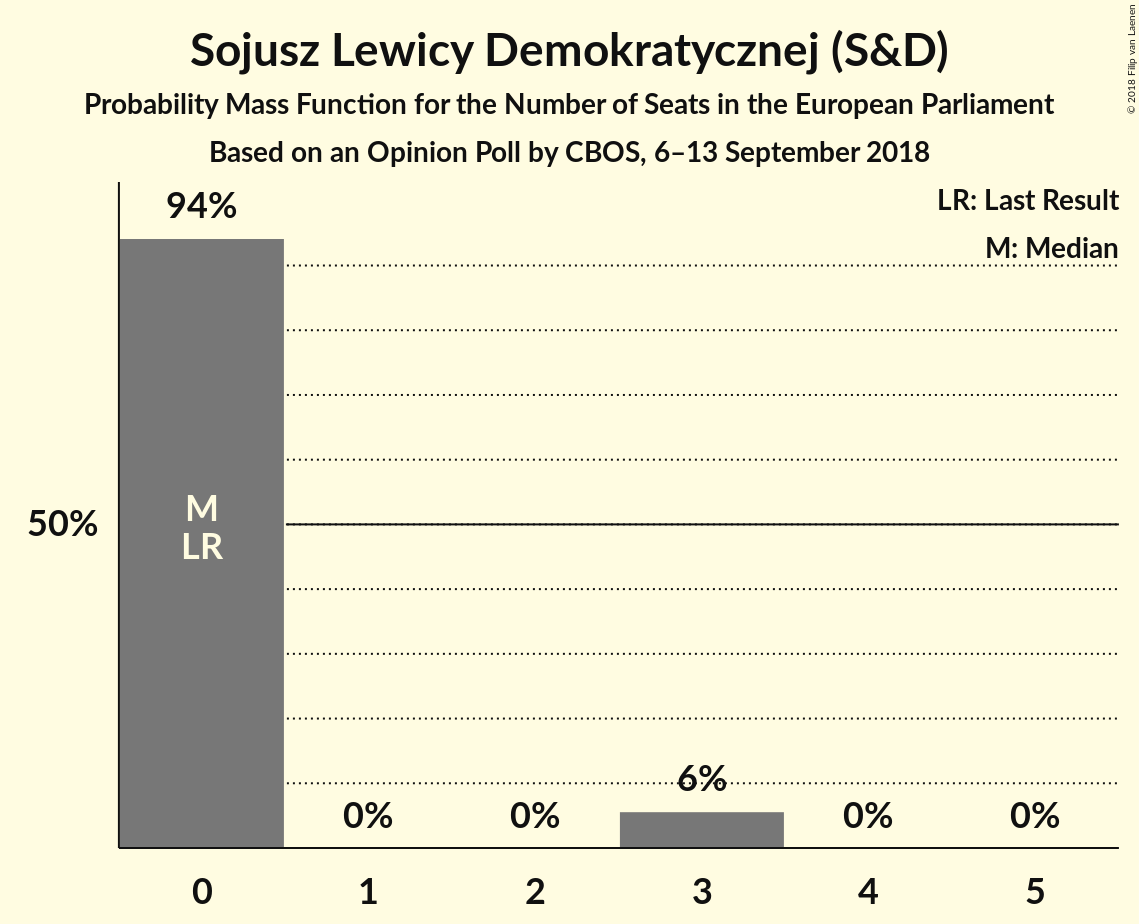 Sojusz Lewicy Demokratycznej (S&D)
Probability Mass Function for the Number of Seats in the European Parliament
Based on an Opinion Poll by CBOS, 6–13 September 2018
© 2018 Filip van Laenen
LR: Last Result
M: Median
94%
M
LR
50%
0%
0%
6%
0%
0%
0
1
2
3
4
5